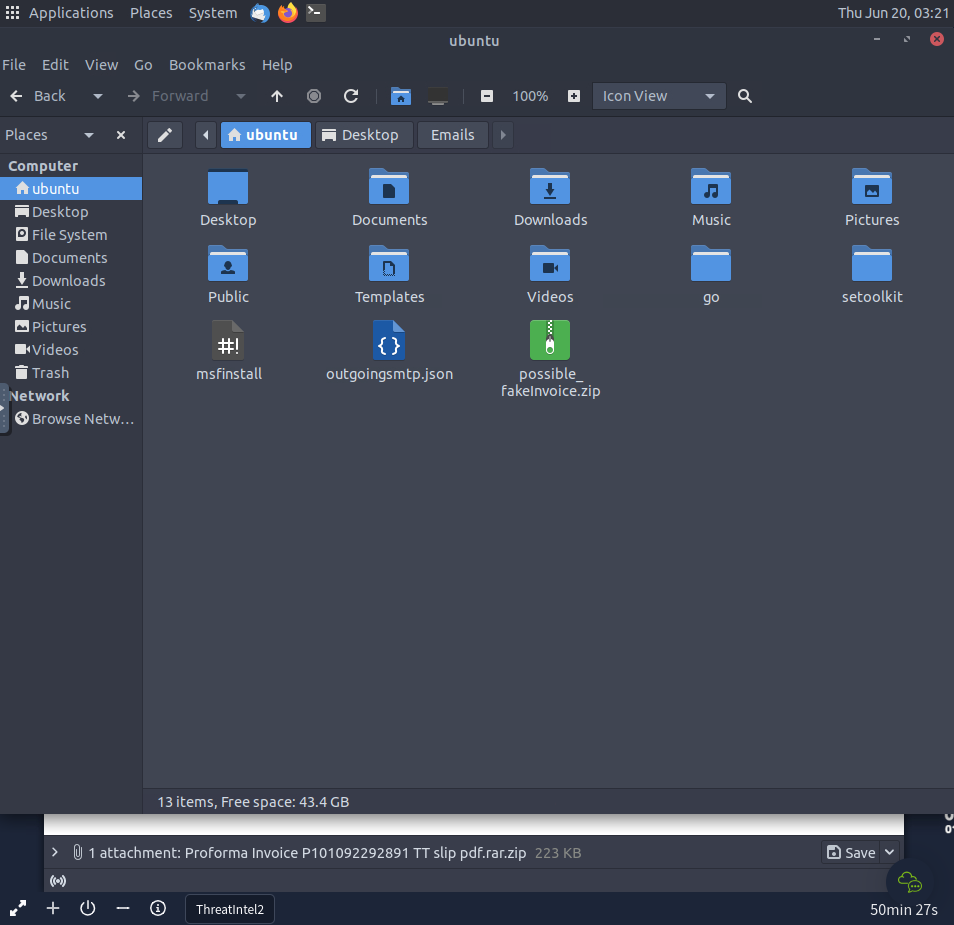 Applications Places System Thu Jun 20, 03:21
ubuntu
File Edit View Go Bookmarks Help
Back Forward 100% Icon View
Places ubuntu Desktop Emails
Computer
ubuntu
Desktop
File System
Documents
Downloads
Music
Pictures
Videos
Trash
Network
Browse Netw…
Desktop Documents Downloads Music Pictures
Public Templates Videos go setoolkit
#! {}
msfinstall outgoingsmtp.json possible_
fakeInvoice.zip
13 items, Free space: 43.4 GB
1 attachment: Proforma Invoice P101092292891 TT slip pdf.rar.zip 223 KB Save
ThreatIntel2 50min 27s